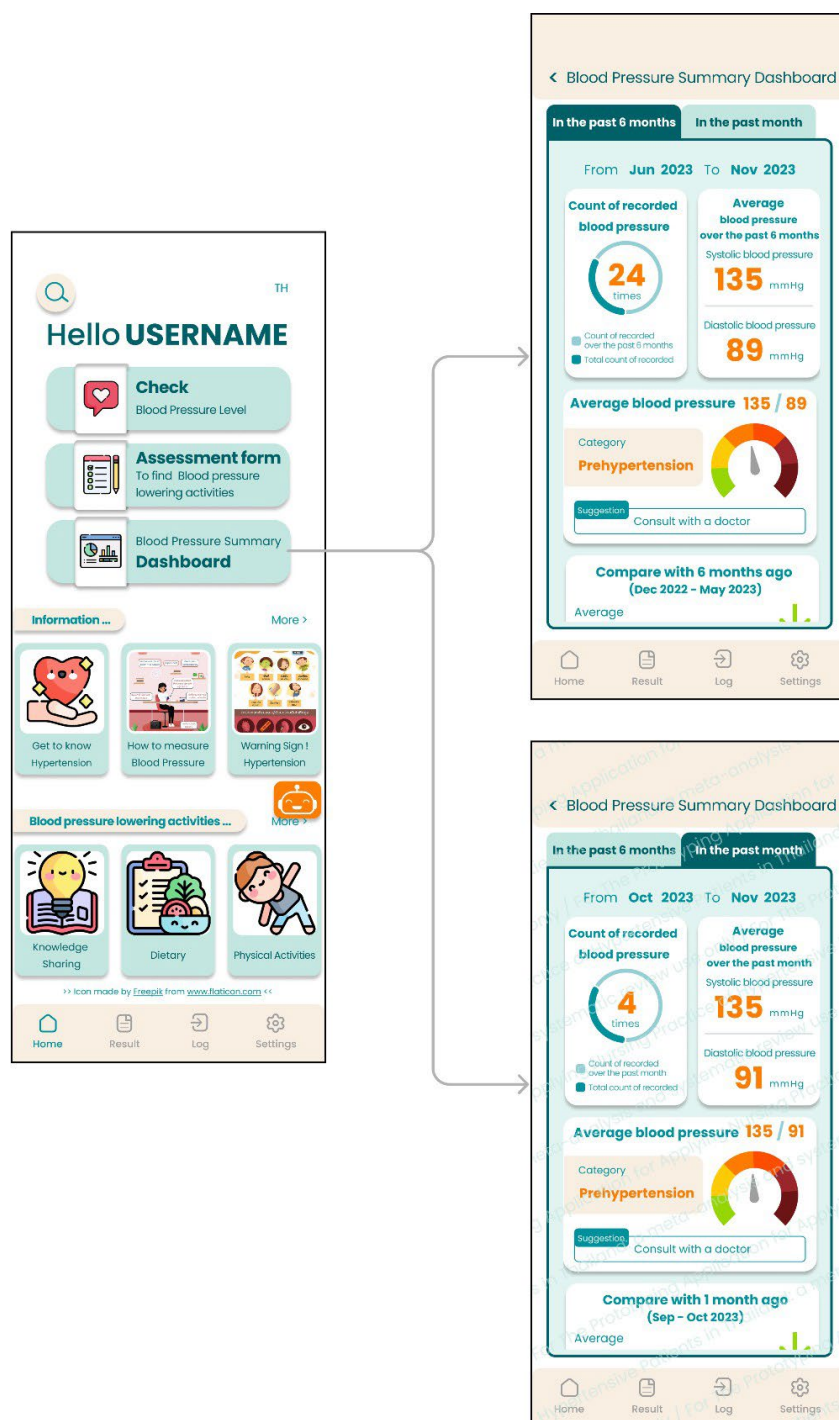 TH
Hello USERNAME
Check
Blood Pressure Level
Assessment form
To find Blood pressure
lowering activities
Blood Pressure Summary
Dashboard
Information ...
More >
Get to know
Hypertension
How to measure
Blood Pressure
Warning Sign !
Hypertension
Blood pressure lowering activities ...
More >
Knowledge
Sharing
Dietary
Physical Activities
>> Icon made by Freepik from www.flaticon.com <<
Home
Result
Log
Settings
< Blood Pressure Summary Dashboard
In the past 6 months
In the past month
From Jun 2023 To Nov 2023
Count of recorded
blood pressure
24
times
Count of recorded
over the past 6 months
Total count of recorded
Average
blood pressure
over the past 6 months
Systolic blood pressure
135 mmHg
Diastolic blood pressure
89 mmHg
Average blood pressure 135 / 89
Category
Prehypertension
Suggestion
Consult with a doctor
Compare with 6 months ago
(Dec 2022 - May 2023)
Average
Home
Result
Log
Settings
< Blood Pressure Summary Dashboard
In the past 6 months
In the past month
From Oct 2023 To Nov 2023
Count of recorded
blood pressure
4
times
Count of recorded
over the past month
Total count of recorded
Average
blood pressure
over the past month
Systolic blood pressure
135 mmHg
Diastolic blood pressure
91 mmHg
Average blood pressure 135 / 91
Category
Prehypertension
Suggestion
Consult with a doctor
Compare with 1 month ago
(Sep - Oct 2023)
Average
Home
Result
Log
Settings